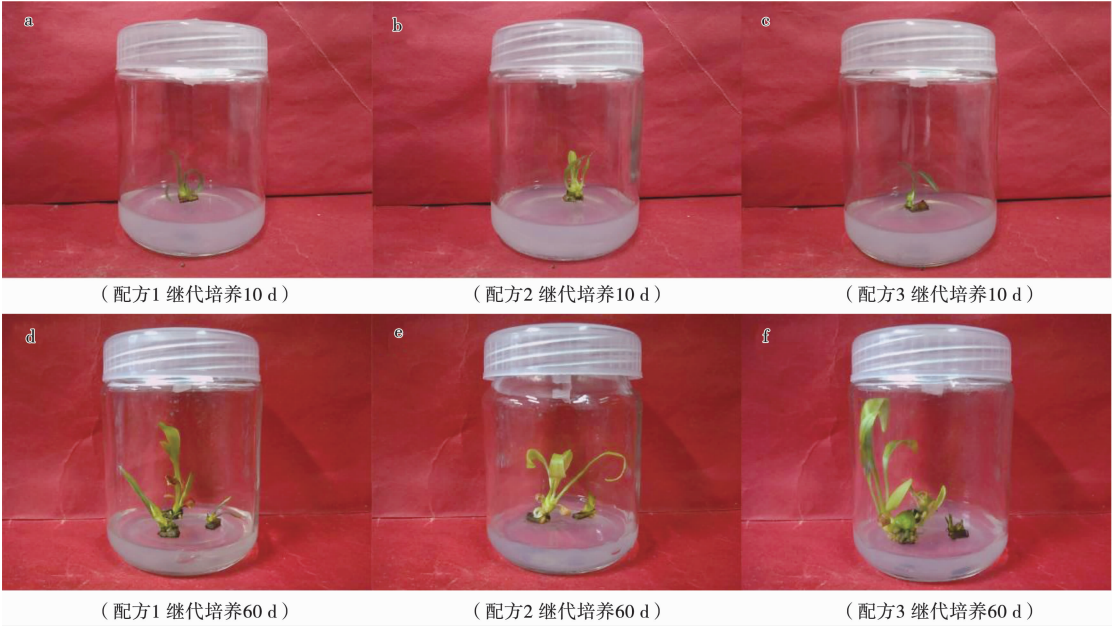 a
b
c
（配方1 继代培养10 d）
（配方2 继代培养10 d）
（配方3 继代培养10 d）
d
e
f
（配方1 继代培养60 d）
（配方2 继代培养60 d）
（配方3 继代培养60 d）